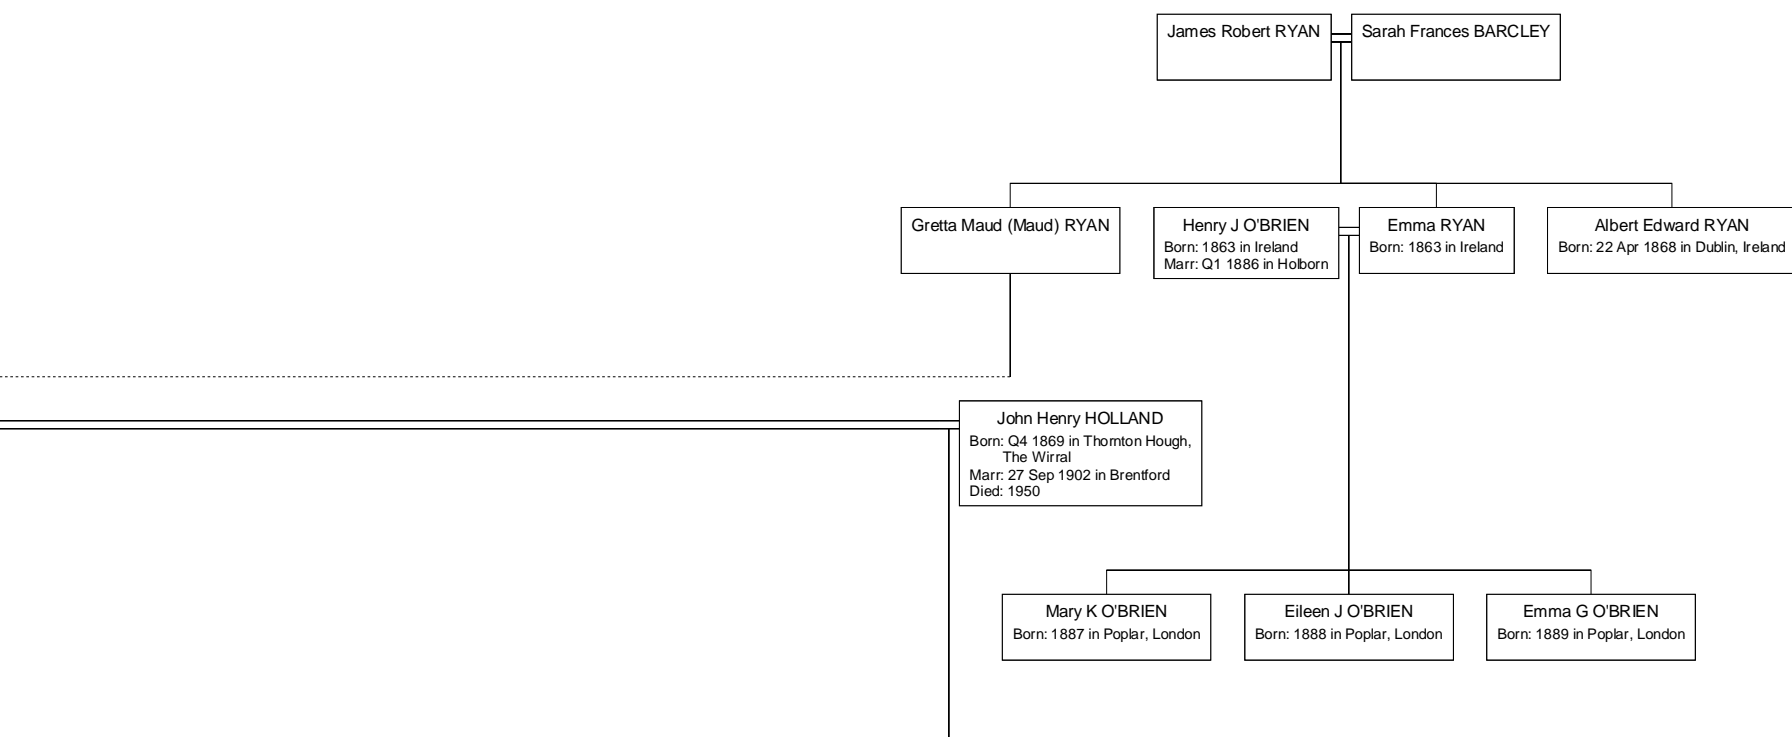 James Robert RYAN
Sarah Frances BARCLEY
Gretta Maud (Maud) RYAN
Henry J O'BRIEN
Born: 1863 in Ireland
Marr: Q1 1886 in Holborn
Emma RYAN
Born: 1863 in Ireland
Albert Edward RYAN
Born: 22 Apr 1868 in Dublin, Ireland
John Henry HOLLAND
Born: Q4 1869 in Thornton Hough,
The Wirral
Marr: 27 Sep 1902 in Brentford
Died: 1950
Mary K O'BRIEN
Born: 1887 in Poplar, London
Eileen J O'BRIEN
Born: 1888 in Poplar, London
Emma G O'BRIEN
Born: 1889 in Poplar, London